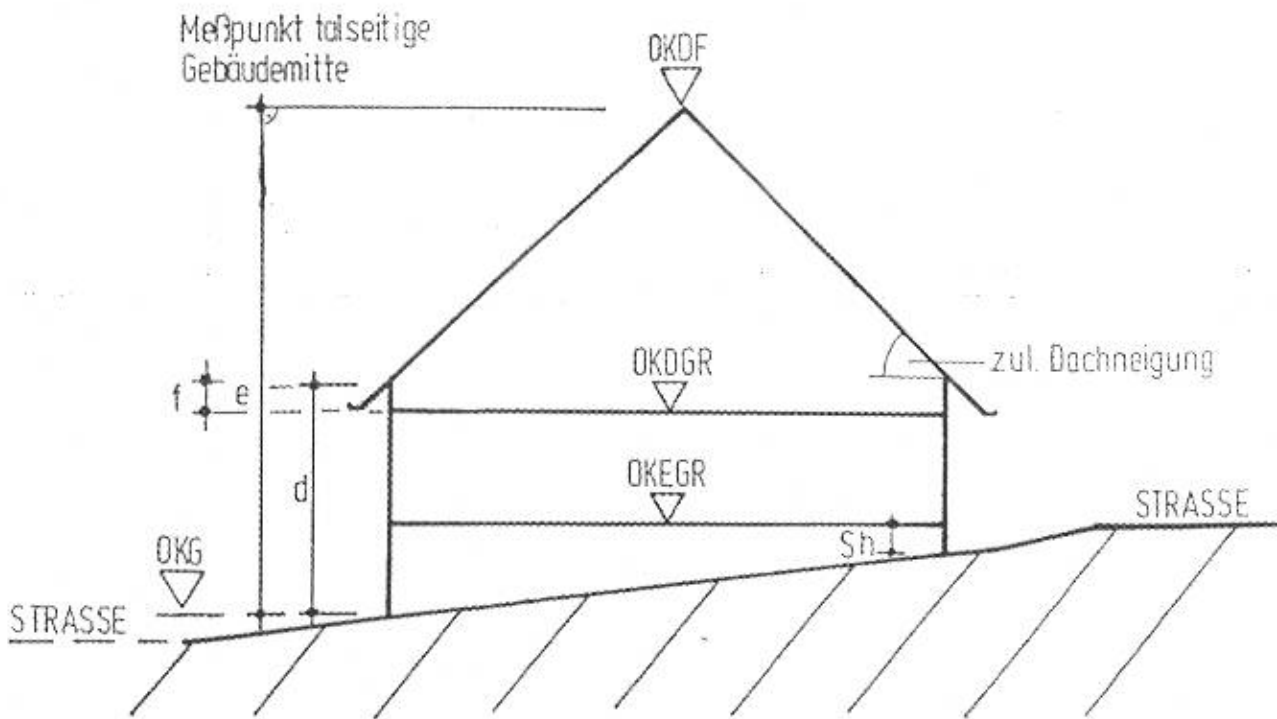 Meßpunkt talseitige
Gebäudemitte
OKDF
zul. Dachneigung
f
e
OKDGR
d
OKEGR
Sh
STRASSE
OKG
STRASSE